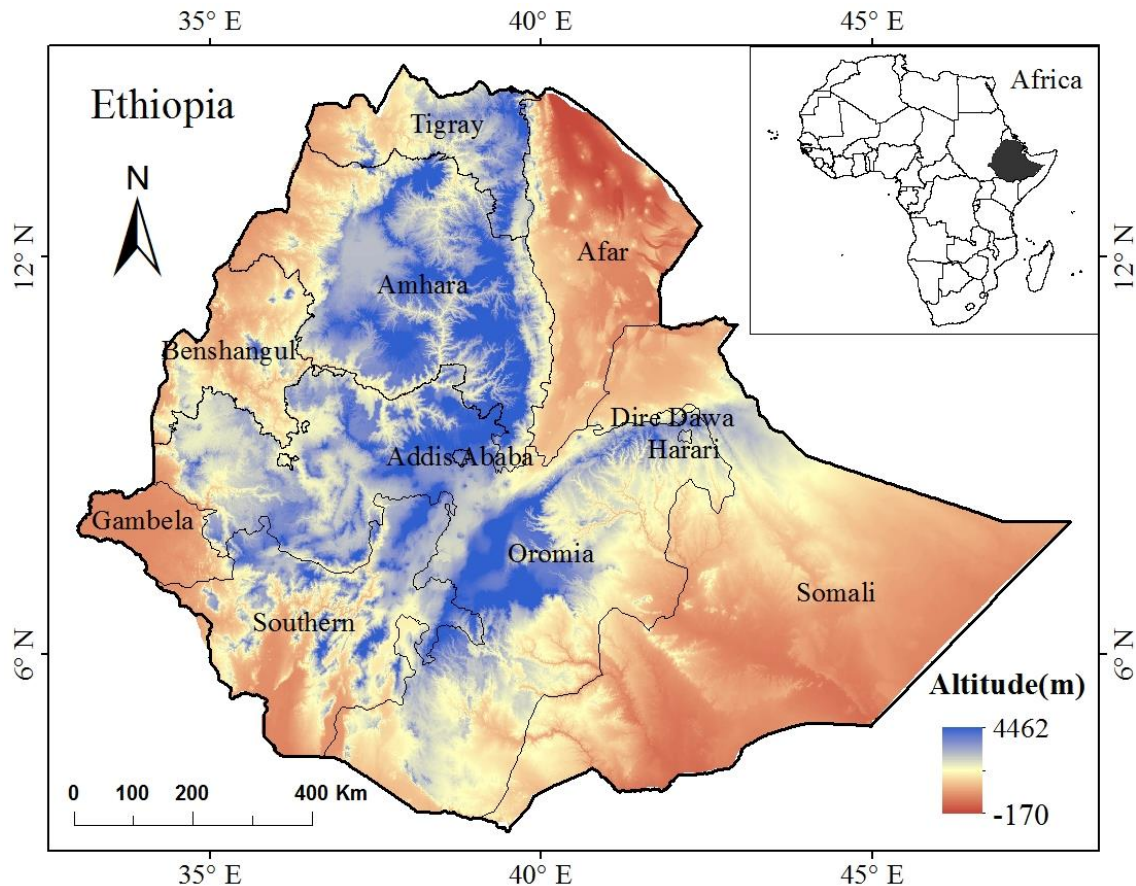 35° E
40° E
45° E
Ethiopia
Africa
N
Tigray
12° N
12° N
Afar
Amhara
Benshangul
Dire Dawa
Harari
Addis Ababa
Gambela
Oromia
Somali
Southern
6° N
6° N
Altitude(m)
4462
-170
0 100 200 400 Km
35° E
40° E
45° E